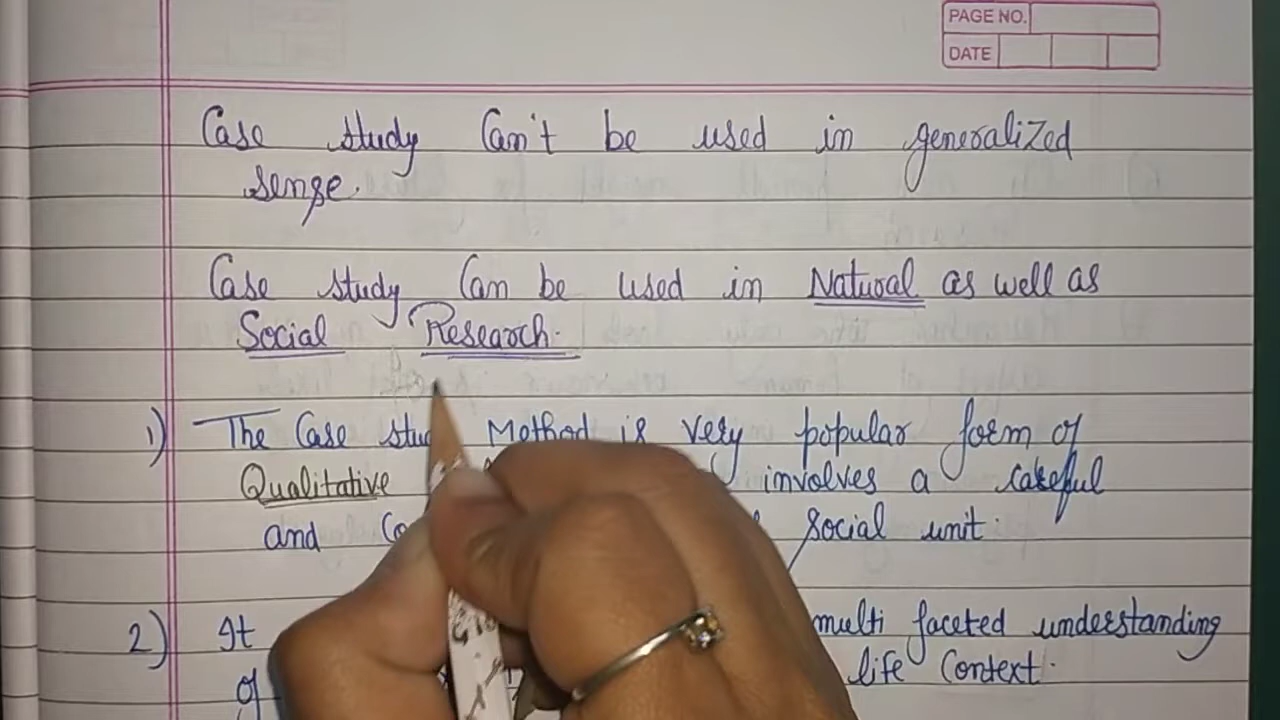 PAGE NO.
DATE
Case study Can't be used in generalized
sense.
Case study Can be used in Natural as well as
Social Research.
1) The Case Method is very popular form of
Qualitative involves a careful
and social unit.
2) It multi faceted understanding
of life Context.